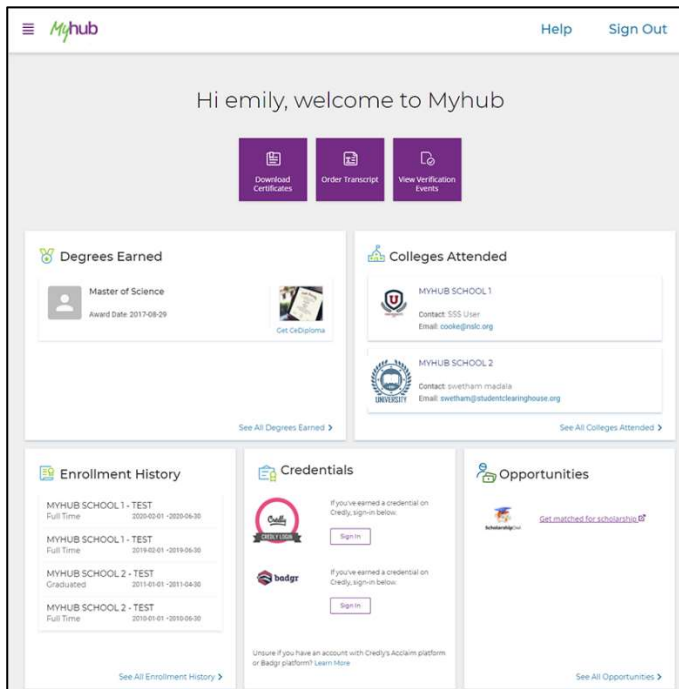 Myhub
Help
Sign Out
Hi emily, welcome to Myhub
Download
Certificates
Order Transcript
View Verification
Events
Degrees Earned
Master of Science
Award Date: 2017-08-29
Get CeDiploma
See All Degrees Earned >
Colleges Attended
MYHUB SCHOOL 1
Contact: SSS User
Email: cooke@nslc.org
MYHUB SCHOOL 2
Contact: swetham madala
Email: swetham@studentclearinghouse.org
UNIVERSITY
See All Colleges Attended >
Enrollment History
MYHUB SCHOOL 1 - TEST
Full Time 2020-02-01 -2020-06-30
MYHUB SCHOOL 1 - TEST
Full Time 2019-02-01 -2019-06-30
MYHUB SCHOOL 2 - TEST
Graduated 2011-01-01 -2011-04-30
MYHUB SCHOOL 2 - TEST
Full Time 2010-01-01 -2010-06-30
See All Enrollment History >
Credentials
Credly
CREDLY LOGIN
If you've earned a credential on
Credly, sign-in below.
Sign In
badgr
If you've earned a credential on
Credly, sign-in below.
Sign In
Unsure if you have an account with Credly's Acclaim platform
or Badgr platform? Learn More
Opportunities
ScholarshipOwl
Get matched for scholarship
See All Opportunities >